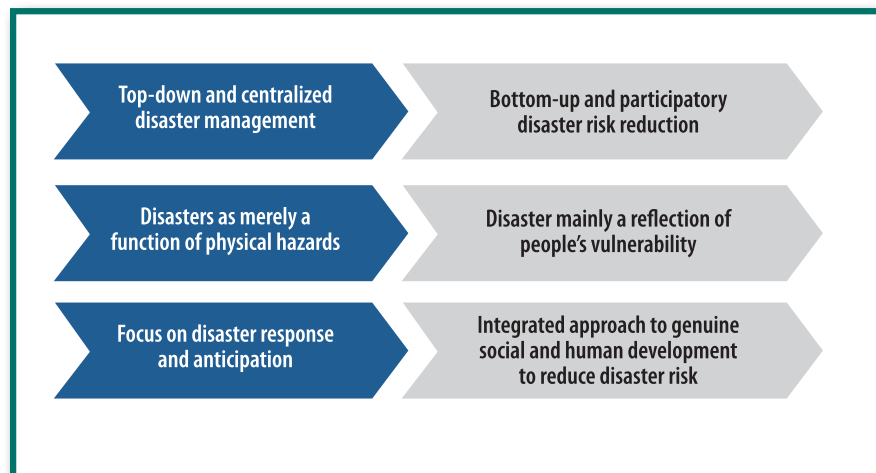 Top-down and centralized
disaster management
Bottom-up and participatory
disaster risk reduction
Disasters as merely a
function of physical hazards
Disaster mainly a reflection of
people’s vulnerability
Focus on disaster response
and anticipation
Integrated approach to genuine
social and human development
to reduce disaster risk